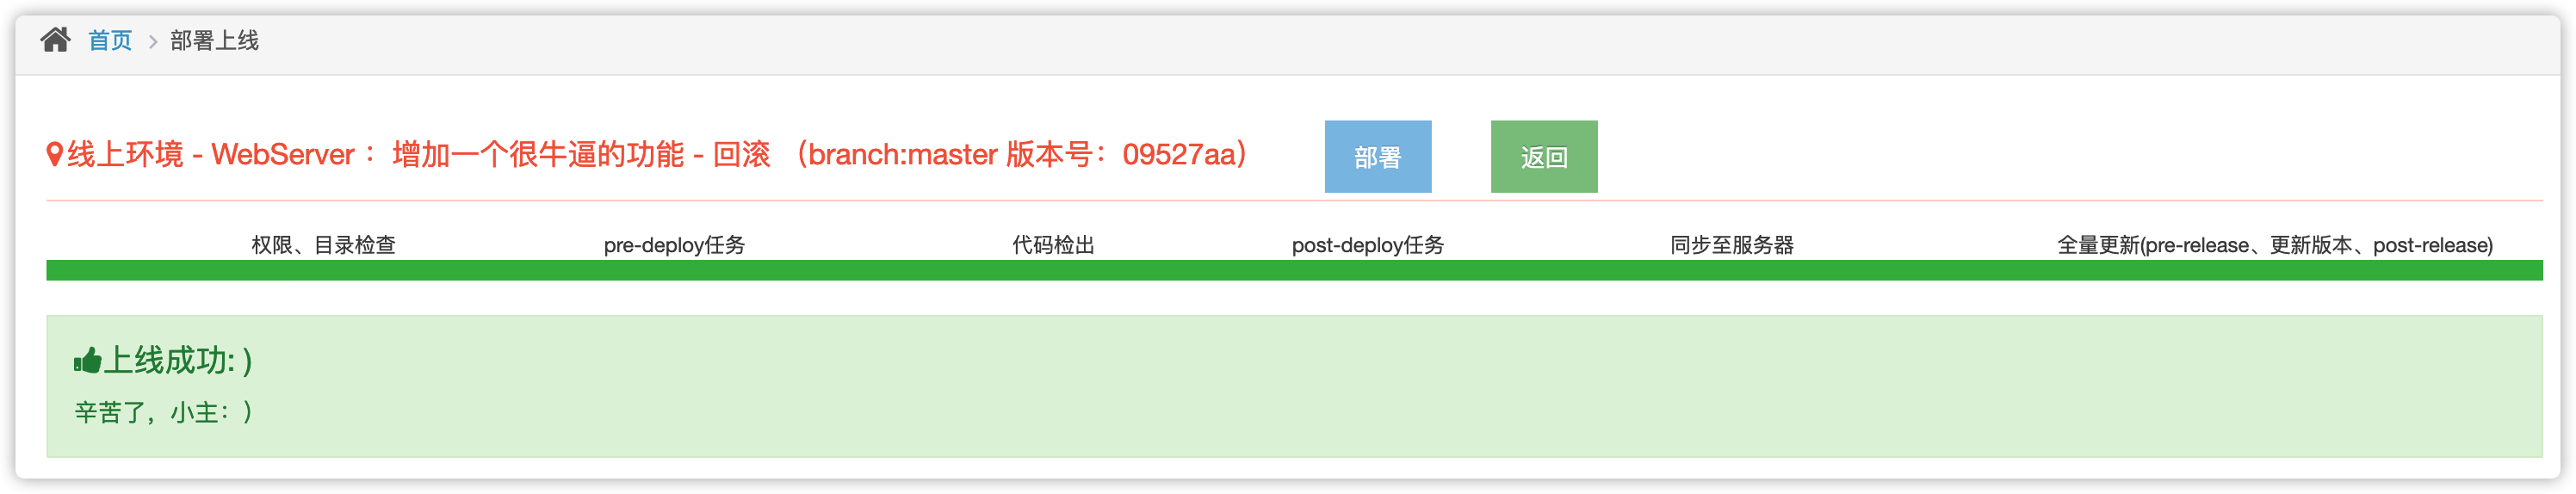 首页 > 部署上线
线上环境 - WebServer ： 增加一个很牛逼的功能 - 回滚 （branch:master 版本号：09527aa） 部署 返回
权限、目录检查 pre-deploy任务 代码检出 post-deploy任务 同步至服务器 全量更新(pre-release、更新版本、post-release)
上线成功: )
辛苦了，小主：）